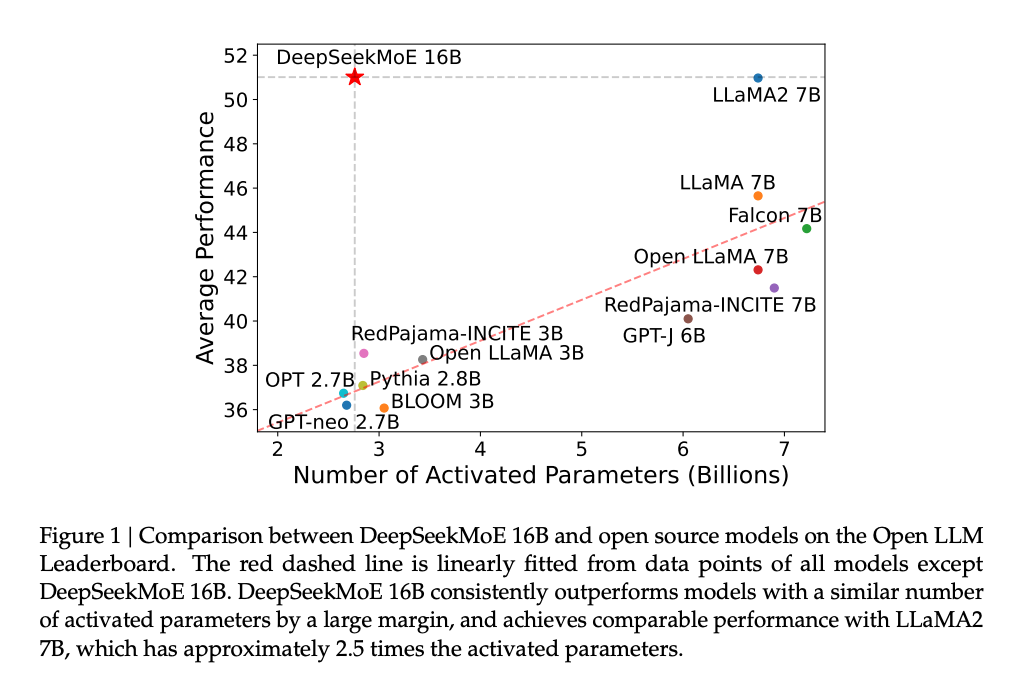 DeepSeekMoE 16B
LLaMA2 7B
LLaMA 7B
Falcon 7B
Open LLaMA 7B
RedPajama-INCITE 7B
GPT-J 6B
RedPajama-INCITE 3B
Open LLaMA 3B
OPT 2.7B
Pythia 2.8B
BLOOM 3B
GPT-neo 2.7B
Average Performance
52
50
48
46
44
42
40
38
36
2 3 4 5 6 7
Number of Activated Parameters (Billions)
Figure 1 | Comparison between DeepSeekMoE 16B and open source models on the Open LLM
Leaderboard. The red dashed line is linearly fitted from data points of all models except
DeepSeekMoE 16B. DeepSeekMoE 16B consistently outperforms models with a similar number
of activated parameters by a large margin, and achieves comparable performance with LLaMA2
7B, which has approximately 2.5 times the activated parameters.